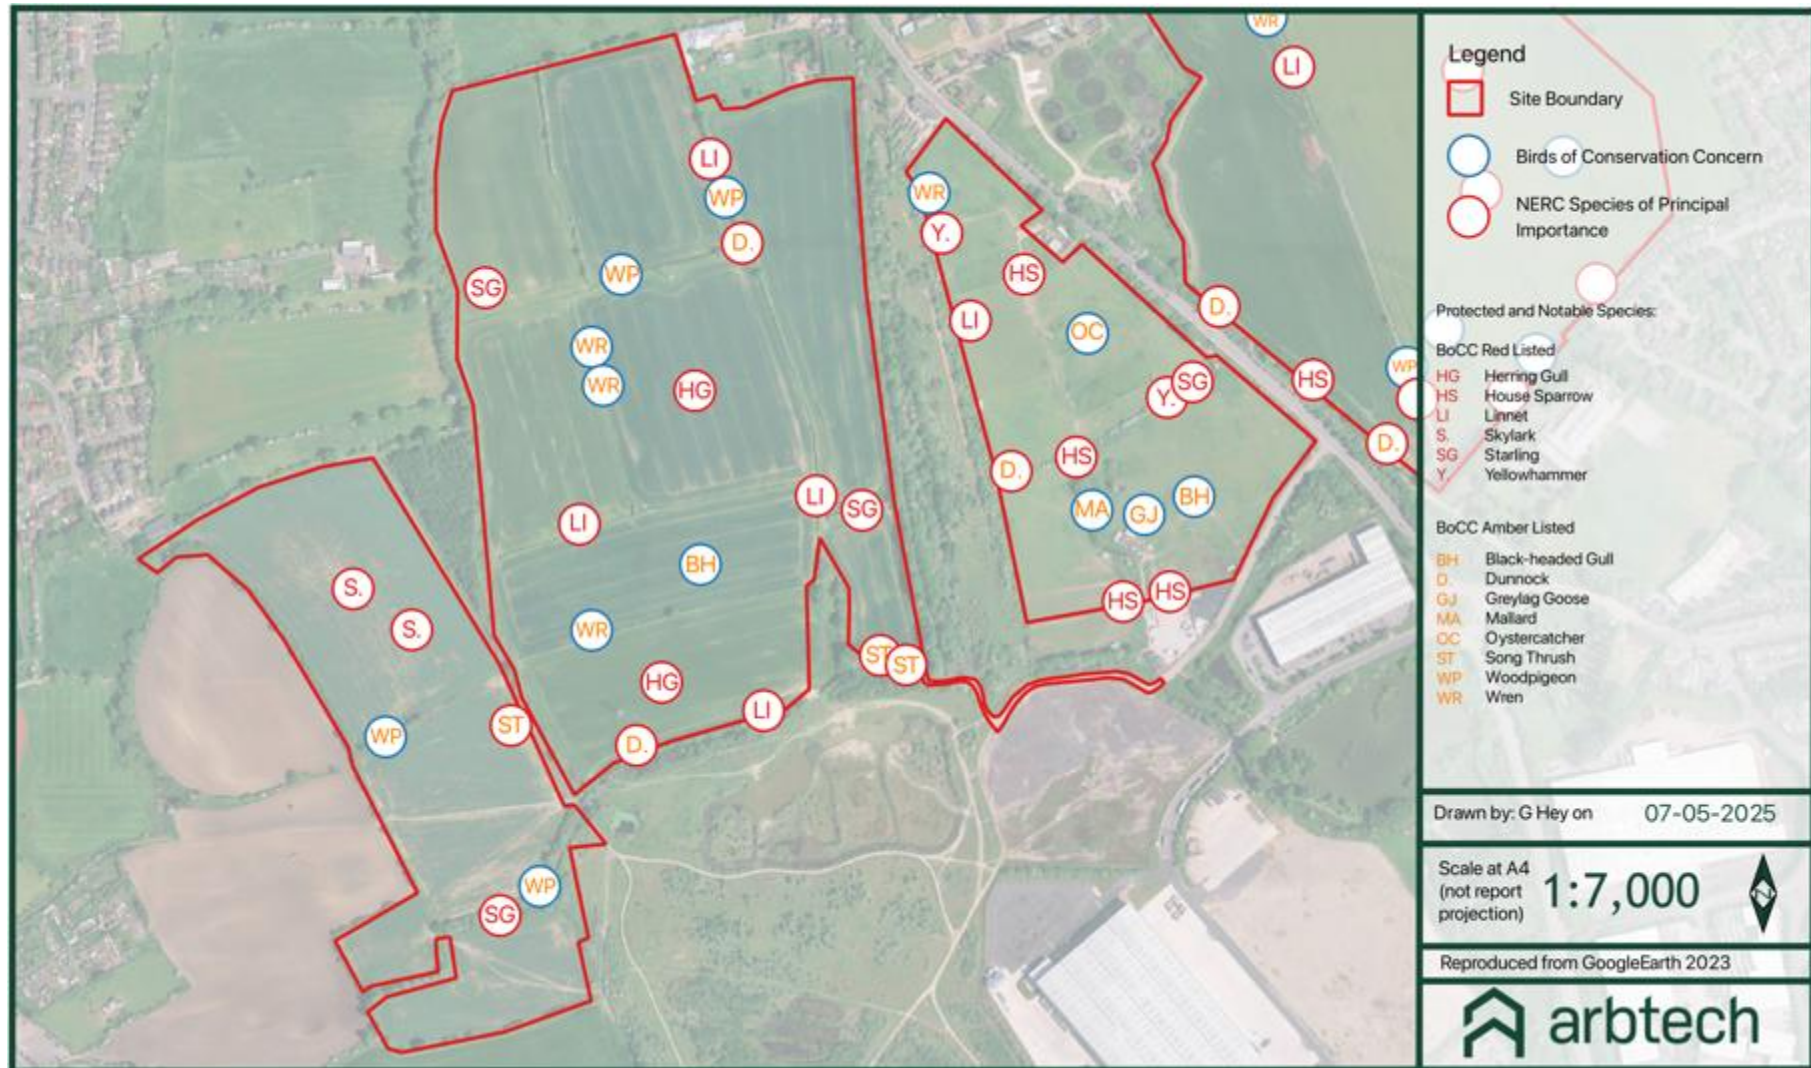 WR
LI
LI
WP
D.
SG
WP
WR
WR
HG
LI
LI
SG
BH
WR
HG
LI
D.
ST
ST
S.
S.
WP
ST
WP
SG
WR
Y.
HS
LI
OC
SG
Y.
D.
HS
MA
GJ
BH
HS
HS
D.
HS
WP
D.
Legend
Site Boundary
Birds of Conservation Concern
NERC Species of Principal
Importance
Protected and Notable Species:
BoCC Red Listed
HG Herring Gull
HS House Sparrow
LI Linnet
S. Skylark
SG Starling
Y. Yellowhammer
BoCC Amber Listed
BH Black-headed Gull
D. Dunnock
GJ Greylag Goose
MA Mallard
OC Oystercatcher
ST Song Thrush
WP Woodpigeon
WR Wren
Drawn by: G Hey on 07-05-2025
Scale at A4
(not report
projection)
1:7,000
N
Reproduced from GoogleEarth 2023
arbtech